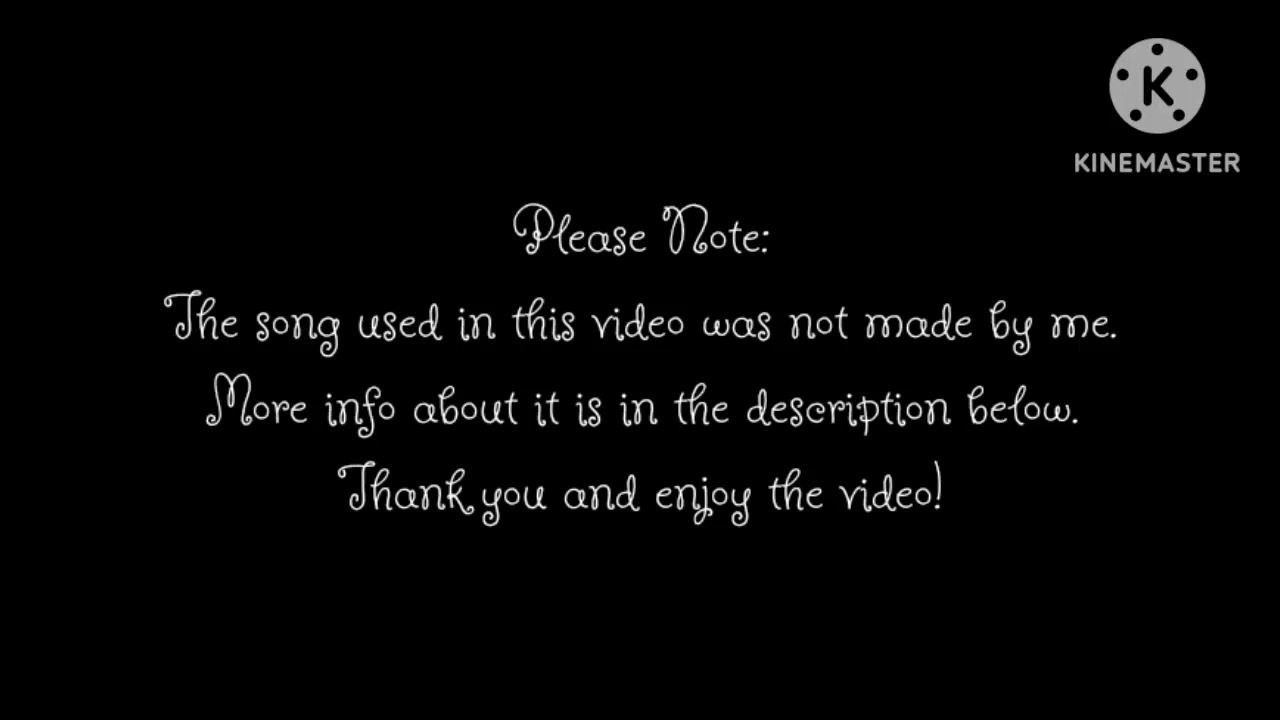 K
KINEMASTER
Please Note:
The song used in this video was not made by me.
More info about it is in the description below.
Thank you and enjoy the video!